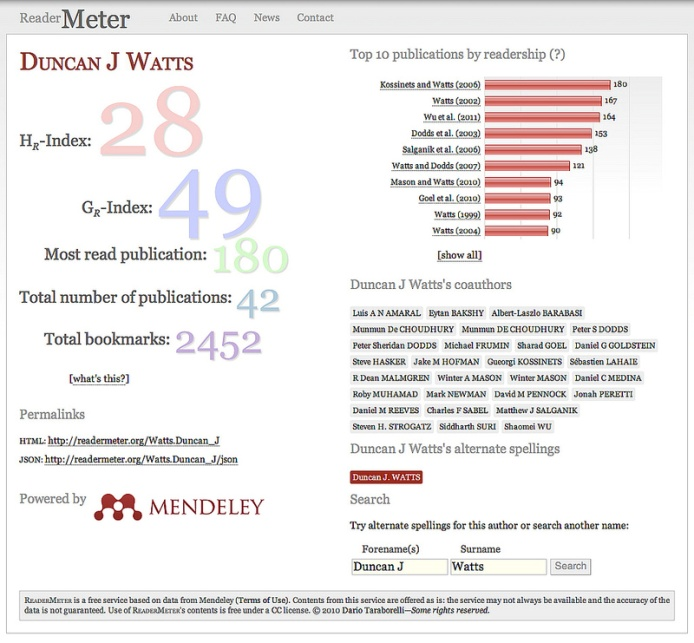 ReaderMeter About FAQ News Contact
Duncan J Watts
HR-Index: 28
GR-Index: 49
Most read publication: 180
Total number of publications: 42
Total bookmarks: 2452
[what's this?]
Permalinks
HTML: http://readermeter.org/Watts.Duncan_J
JSON: http://readermeter.org/Watts.Duncan_J/json
Powered by MENDELEY
Top 10 publications by readership (?)
Kossinets and Watts (2006) 180
Watts (2002) 167
Wu et al. (2011) 164
Dodds et al. (2003) 153
Salganik et al. (2006) 138
Watts and Dodds (2007) 121
Mason and Watts (2010) 94
Goel et al. (2010) 93
Watts (1999) 92
Watts (2004) 90
[show all]
Duncan J Watts's coauthors
Luis A N AMARAL Eytan BAKSHY Albert-Laszlo BARABASI
Munmun De CHOUDHURY Munmun DE CHOUDHURY Peter S DODDS
Peter Sheridan DODDS Michael FRUMIN Sharad GOEL Daniel G GOLDSTEIN
Steve HASKER Jake M HOFMAN Gueorgi KOSSINETS Sébastien LAHAIE
R Dean MALMGREN Winter A MASON Winter MASON Daniel C MEDINA
Roby MUHAMAD Mark NEWMAN David M PENNOCK Jonah PERETTI
Daniel M REEVES Charles F SABEL Matthew J SALGANIK
Steven H. STROGATZ Siddharth SURI Shaomei WU
Duncan J Watts's alternate spellings
Duncan J. WATTS
Search
Try alternate spellings for this author or search another name:
Forename(s) Surname
Duncan J Watts Search
ReaderMeter is a free service based on data from Mendeley (Terms of Use). Contents from this service are offered as is: the service may not always be available and the accuracy of the
data is not guaranteed. Use of ReaderMeter's contents is free under a CC license. © 2010 Dario Taraborelli—Some rights reserved.